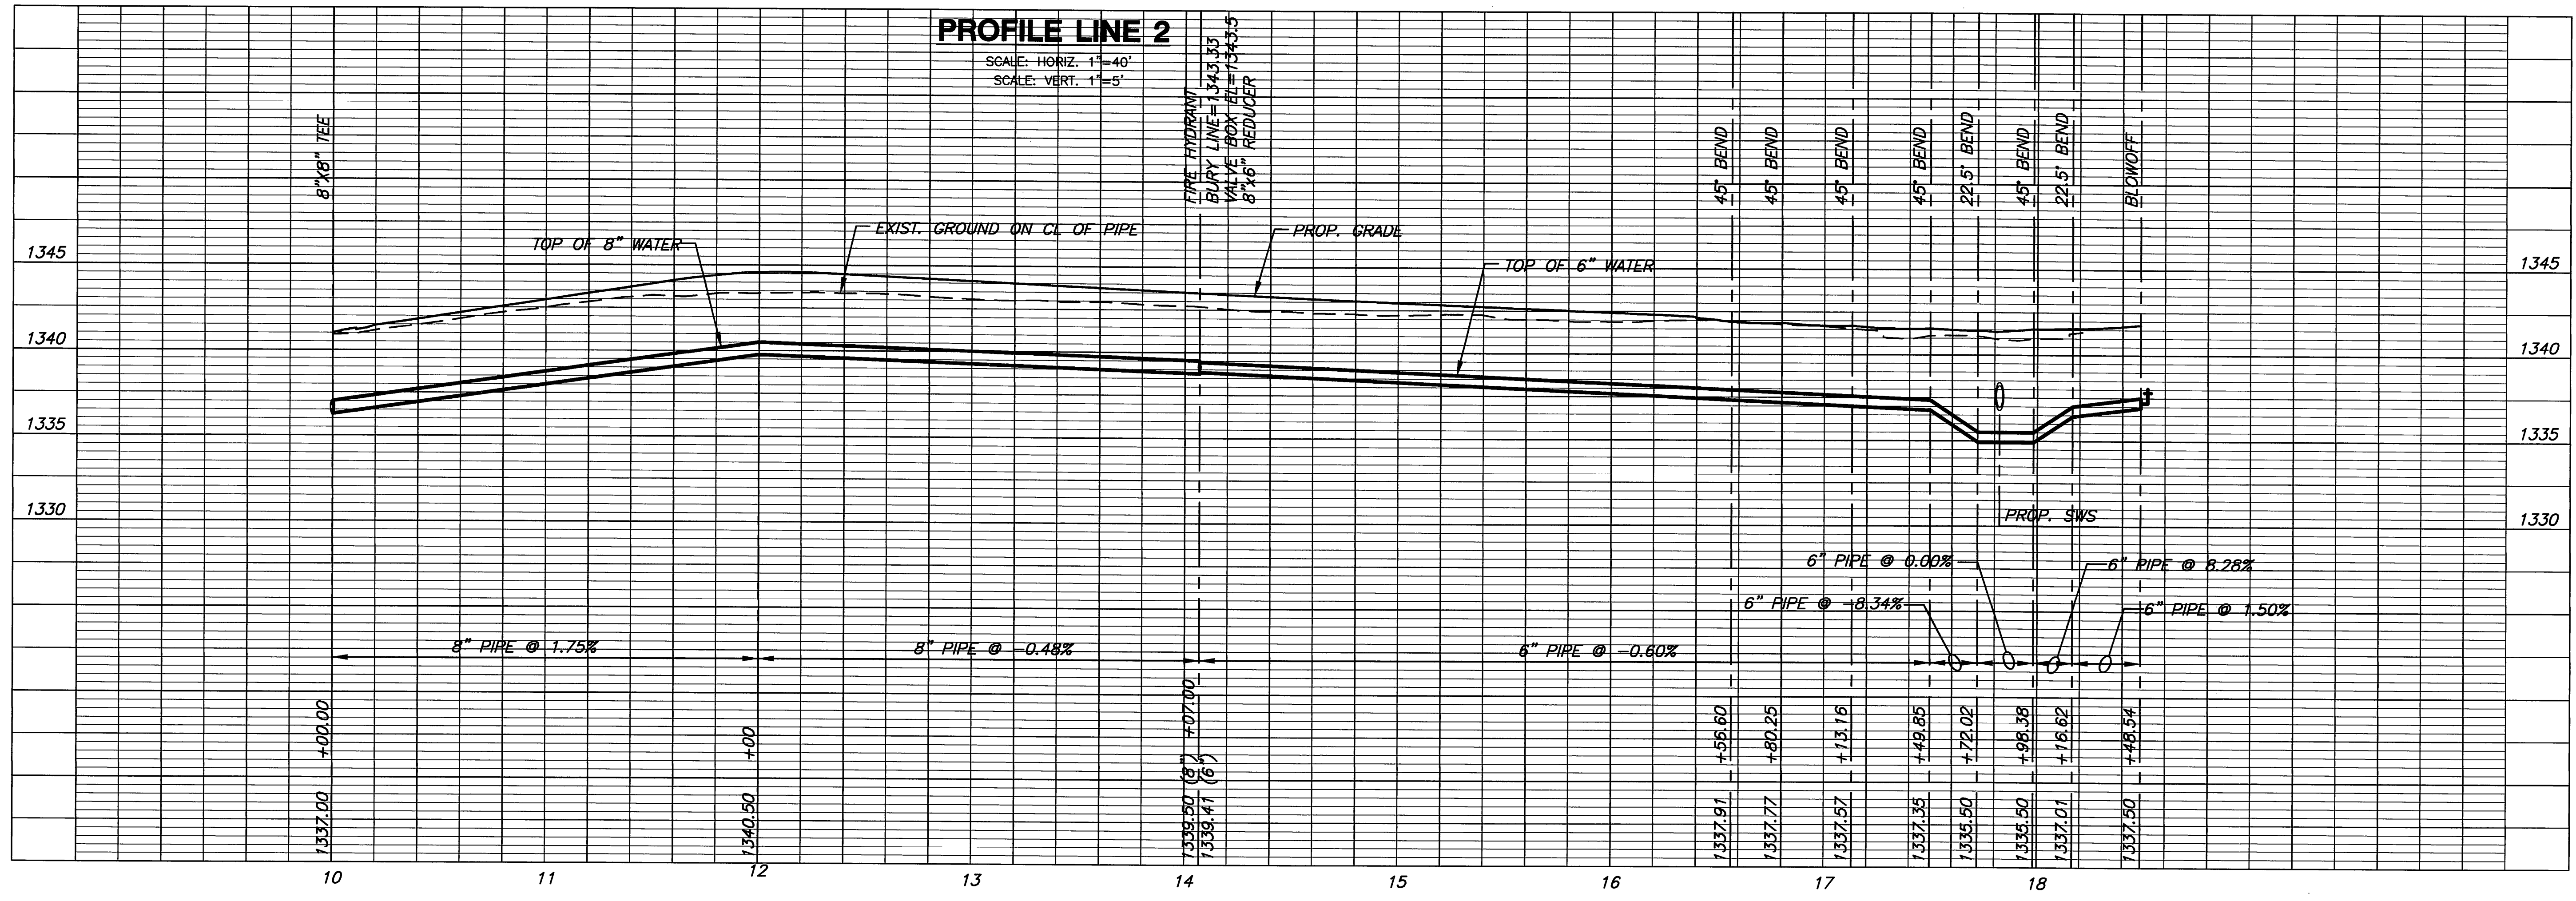 PROFILE LINE 2
SCALE: HORIZ. 1"=40'
SCALE: VERT. 1"=5'
8"X8" TEE
FIRE HYDRANT
BURY LINE=1343.33
VALVE BOX EL=1343.5
8"x6" REDUCER
45° BEND
45° BEND
45° BEND
45° BEND
22.5° BEND
45° BEND
22.5° BEND
BLOWOFF
TOP OF 8" WATER
EXIST. GROUND ON CL OF PIPE
PROP. GRADE
TOP OF 6" WATER
1345
1345
1340
1340
1335
1335
1330
1330
PROP. SWS
6" PIPE @ 0.00%
6" PIPE @ 8.28%
6" PIPE @ -8.34%
6" PIPE @ 1.50%
8" PIPE @ 1.75%
8" PIPE @ -0.48%
6" PIPE @ -0.60%
1337.00 +00.00
1340.50 +00
1339.50 (8") +07.00
1339.41 (6")
1337.91 +56.60
1337.77 +80.25
1337.57 +13.16
1337.35 +49.85
1335.50 +72.02
1335.50 +98.38
1337.01 +16.62
1337.50 +48.54
10 11 12 13 14 15 16 17 18